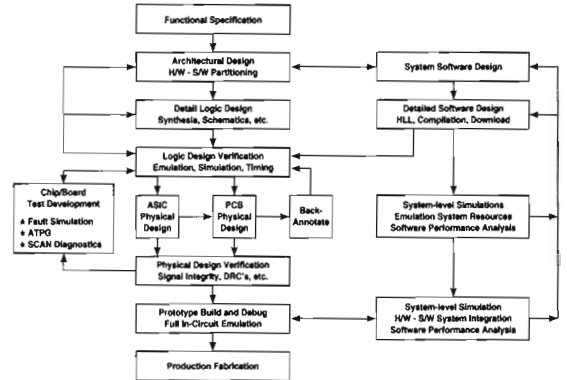 Functional Specification
Architectural Design
H/W - S/W Partitioning
System Software Design
Detail Logic Design
Synthesis, Schematics, etc.
Detailed Software Design
HLL, Compilation, Download
Logic Design Verification
Emulation, Simulation, Timing
Chip/Board
Test Development
★ Fault Simulation
★ ATPG
★ SCAN Diagnostics
ASIC
Physical
Design
PCB
Physical
Design
Back-
Annotate
System-level Simulations
Emulation System Resources
Software Performance Analysis
Physical Design Verification
Signal Integrity, DRC's, etc.
Prototype Build and Debug
Full In-Circuit Emulation
System-level Simulation
H/W - S/W System Integration
Software Performance Analysis
Production Fabrication